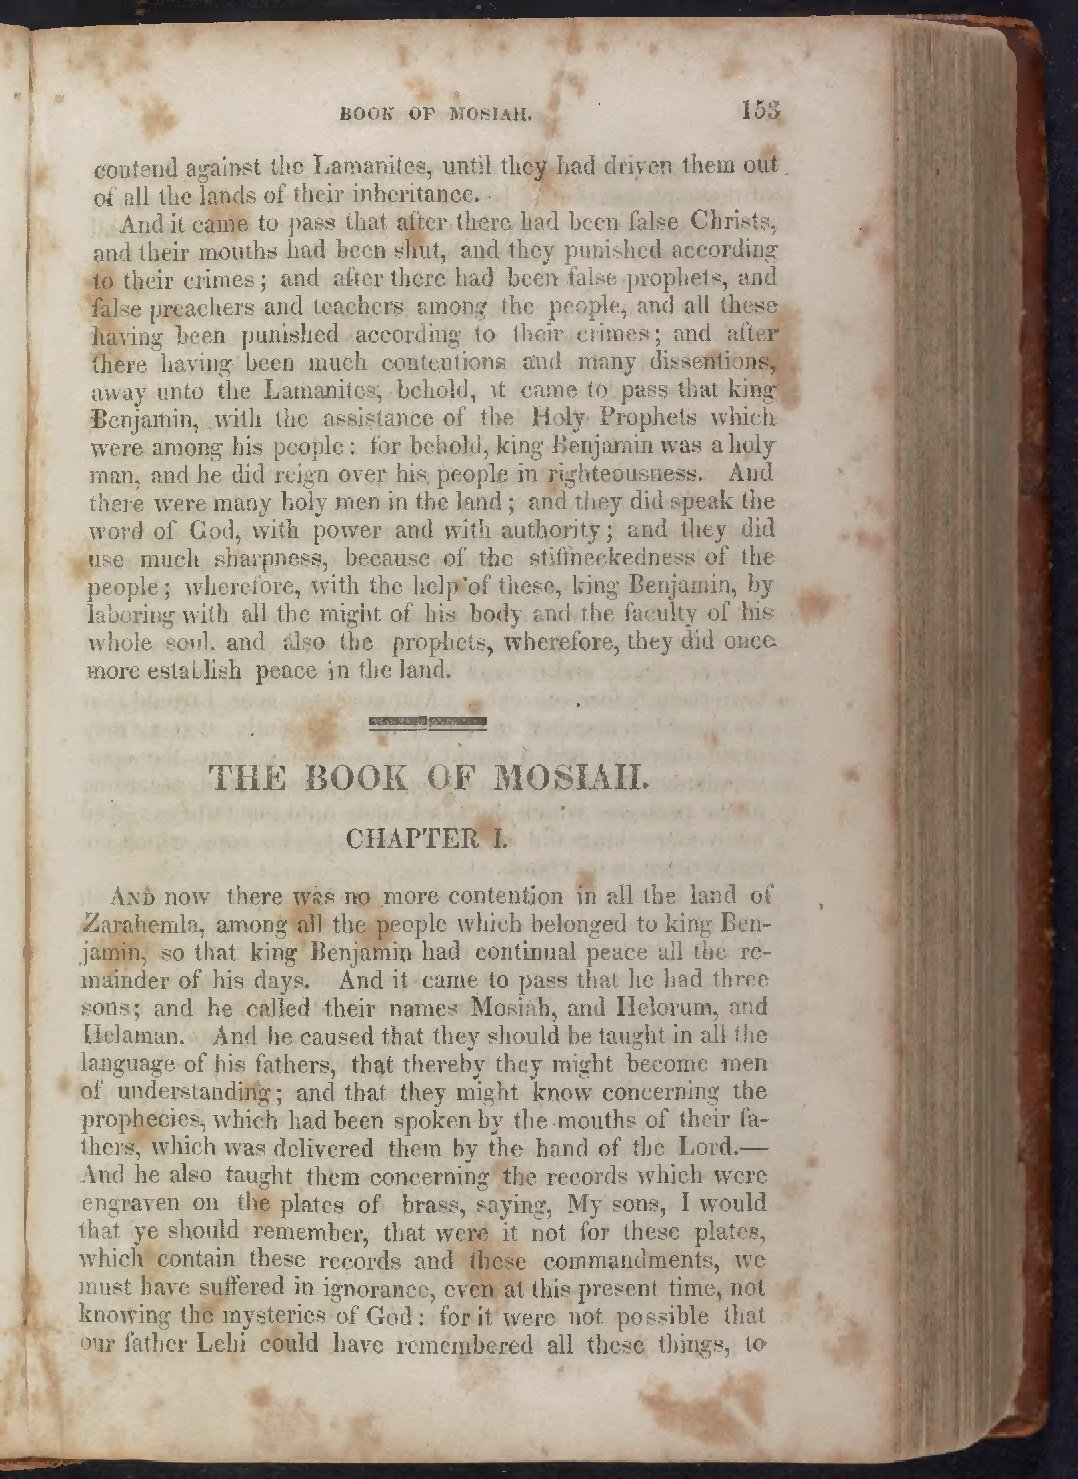 BOOK OF MOSIAH. 153
contend against the Lamanites, until they had driven them out
of all the lands of their inheritance.
And it came to pass that after there had been false Christs,
and their mouths had been shut, and they punished according
to their crimes; and after there had been false prophets, and
false preachers and teachers among the people, and all these
having been punished according to their crimes; and after
there having been much contentions and many dissentions,
away unto the Lamanites, behold, it came to pass that king
Benjamin, with the assistance of the Holy Prophets which
were among his people: for behold, king Benjamin was a holy
man, and he did reign over his people in righteousness. And
there were many holy men in the land; and they did speak the
word of God, with power and with authority; and they did
use much sharpness, because of the stiffneckedness of the
people; wherefore, with the help of these, king Benjamin, by
laboring with all the might of his body and the faculty of his
whole soul, and also the prophets, wherefore, they did once
more establish peace in the land.
THE BOOK OF MOSIAH.
CHAPTER I.
AND now there was no more contention in all the land of
Zarahemla, among all the people which belonged to king Ben-
jamin, so that king Benjamin had continual peace all the re-
mainder of his days. And it came to pass that he had three
sons; and he called their names Mosiah, and Helorum, and
Helaman. And he caused that they should be taught in all the
language of his fathers, that thereby they might become men
of understanding; and that they might know concerning the
prophecies, which had been spoken by the mouths of their fa-
thers, which was delivered them by the hand of the Lord.—
And he also taught them concerning the records which were
engraven on the plates of brass, saying, My sons, I would
that ye should remember, that were it not for these plates,
which contain these records and these commandments, we
must have suffered in ignorance, even at this present time, not
knowing the mysteries of God: for it were not possible that
our father Lehi could have remembered all these things, to